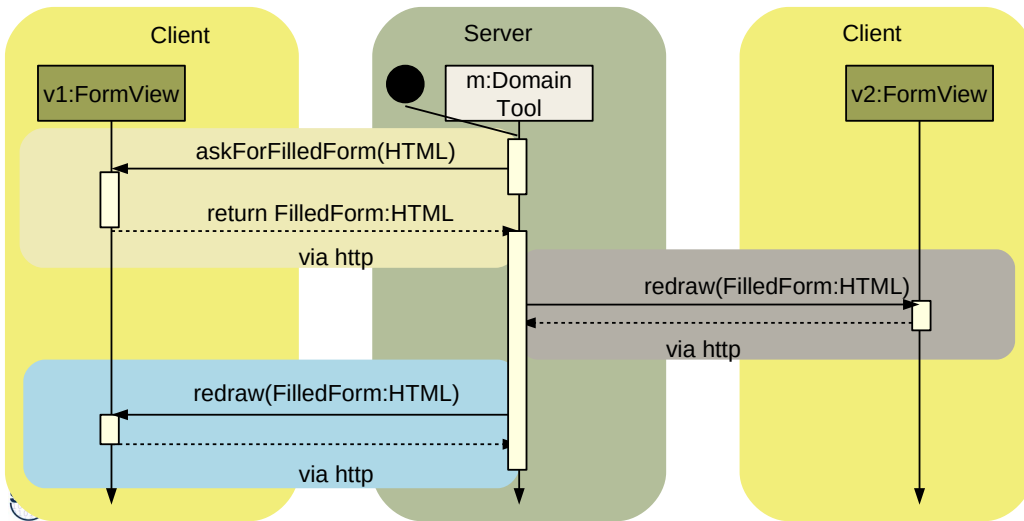 Client
Server
Client
v1:FormView
m:Domain
Tool
v2:FormView
askForFilledForm(HTML)
return FilledForm:HTML
via http
redraw(FilledForm:HTML)
via http
redraw(FilledForm:HTML)
via http